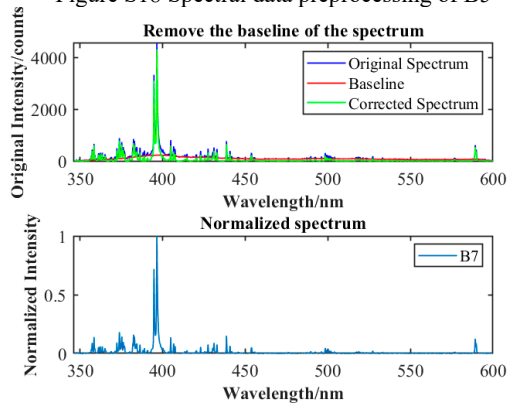 Figure S18 Spectral data preprocessing of B5
Remove the baseline of the spectrum
Original Intensity/counts
4000
2000
0
Original Spectrum
Baseline
Corrected Spectrum
350 400 450 500 550 600
Wavelength/nm
Normalized spectrum
Normalized Intensity
1
0.5
0
B7
350 400 450 500 550 600
Wavelength/nm